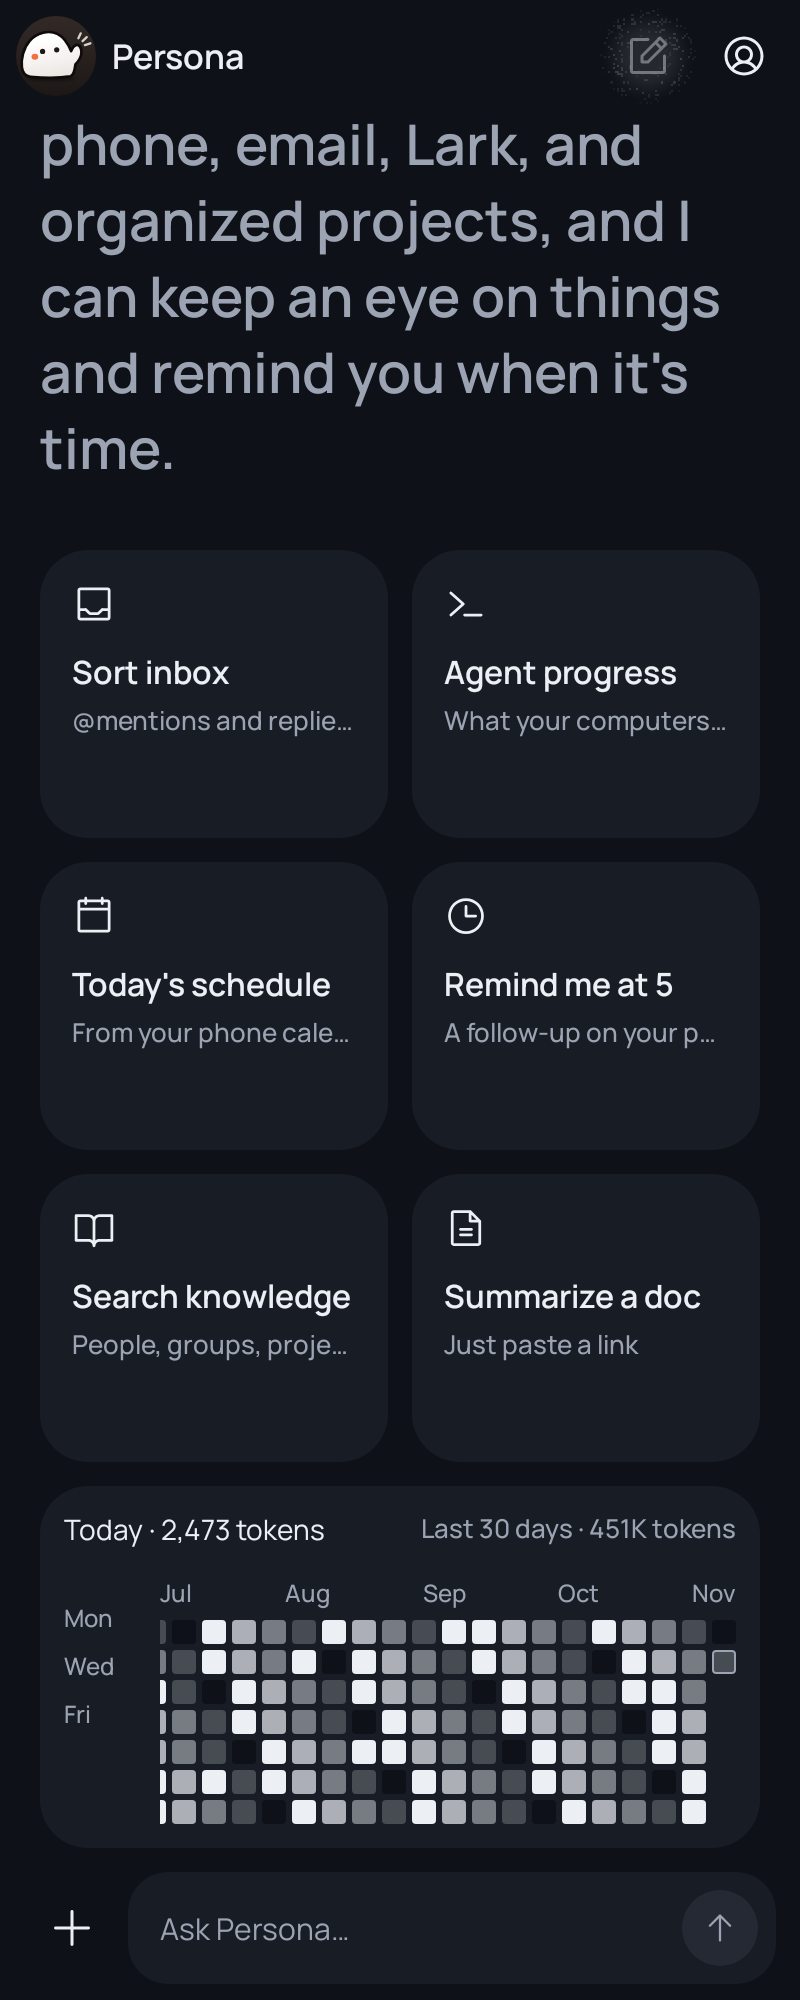 Persona
phone, email, Lark, and
organized projects, and I
can keep an eye on things
and remind you when it's
time.
Sort inbox
@mentions and replie…
Agent progress
What your computers…
Today's schedule
From your phone cale…
Remind me at 5
A follow-up on your p…
Search knowledge
People, groups, proje…
Summarize a doc
Just paste a link
Today · 2,473 tokens
Last 30 days · 451K tokens
Jul Aug Sep Oct Nov
Mon
Wed
Fri
Ask Persona…